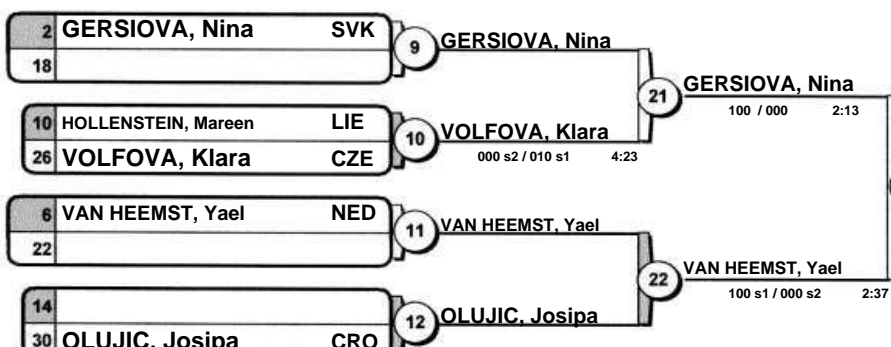 2 GERSIOVA, Nina SVK
18
9 GERSIOVA, Nina
10 HOLLENSTEIN, Mareen LIE
26 VOLFOVA, Klara CZE
10 VOLFOVA, Klara
000 s2 / 010 s1 4:23
21 GERSIOVA, Nina
100 / 000 2:13
6 VAN HEEMST, Yael NED
22
11 VAN HEEMST, Yael
14
30 OLUJIC, Josipa CRO
12 OLUJIC, Josipa
22 VAN HEEMST, Yael
100 s1 / 000 s2 2:37